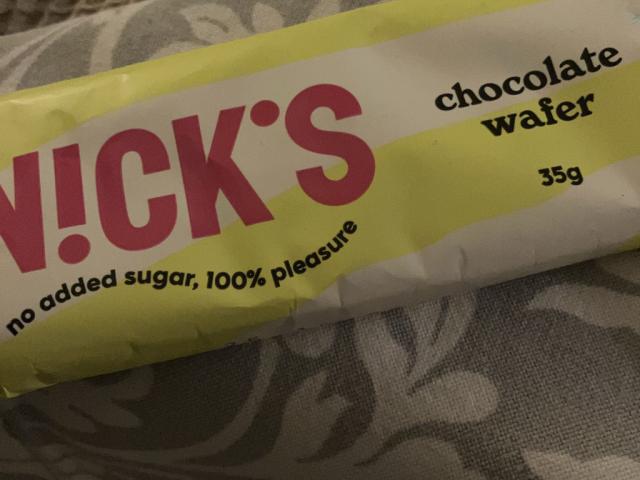 N!CK'S
no added sugar, 100% pleasure
chocolate
wafer
35g